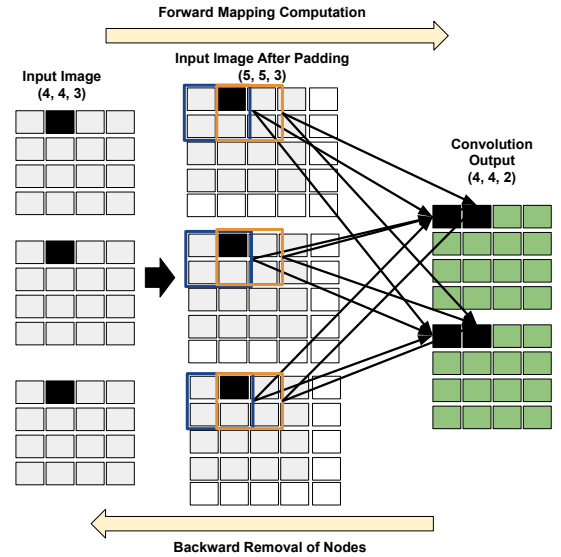 Forward Mapping Computation
Input Image After Padding
(5, 5, 3)
Input Image
(4, 4, 3)
Convolution
Output
(4, 4, 2)
Backward Removal of Nodes